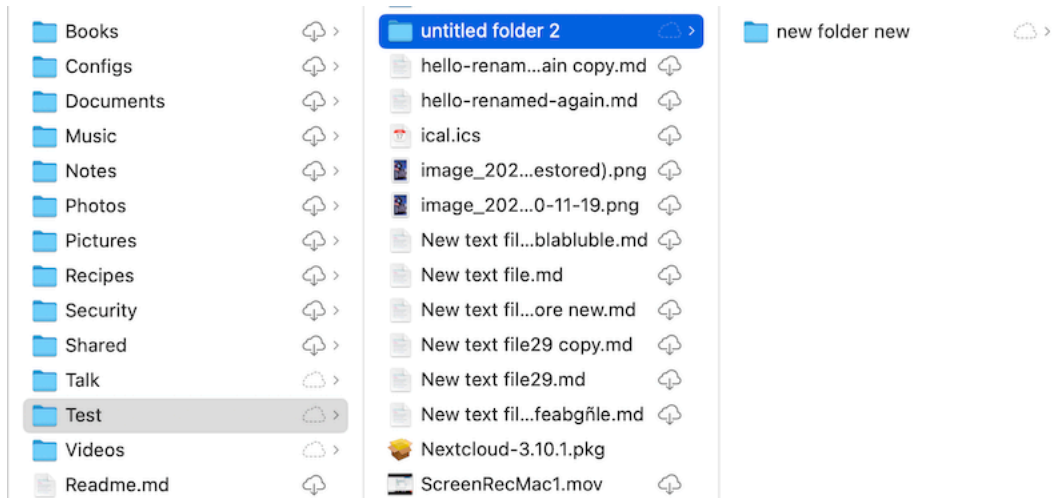 Books
Configs
Documents
Music
Notes
Photos
Pictures
Recipes
Security
Shared
Talk
Test
Videos
Readme.md
untitled folder 2
hello-renam...ain copy.md
hello-renamed-again.md
ical.ics
image_202...estored).png
image_202...0-11-19.png
New text fil...blabluble.md
New text file.md
New text fil...ore new.md
New text file29 copy.md
New text file29.md
New text fil...feabgñle.md
Nextcloud-3.10.1.pkg
ScreenRecMac1.mov
new folder new